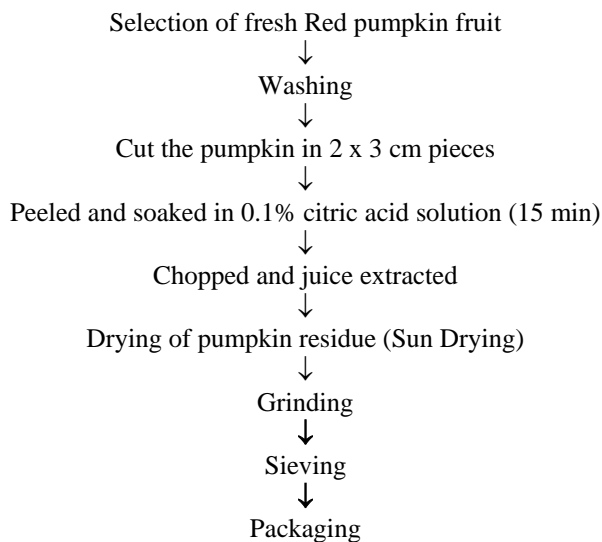 Selection of fresh Red pumpkin fruit
↓
Washing
↓
Cut the pumpkin in 2 x 3 cm pieces
↓
Peeled and soaked in 0.1% citric acid solution (15 min)
↓
Chopped and juice extracted
↓
Drying of pumpkin residue (Sun Drying)
↓
Grinding
↓
Sieving
↓
Packaging